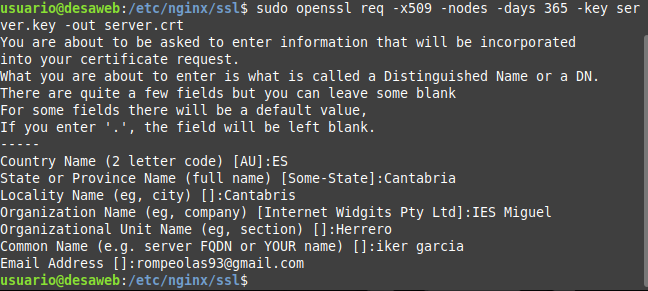 usuario@desaweb:/etc/nginx/ssl$ sudo openssl req -x509 -nodes -days 365 -key ser
ver.key -out server.crt
You are about to be asked to enter information that will be incorporated
into your certificate request.
What you are about to enter is what is called a Distinguished Name or a DN.
There are quite a few fields but you can leave some blank
For some fields there will be a default value,
If you enter '.', the field will be left blank.
-----
Country Name (2 letter code) [AU]:ES
State or Province Name (full name) [Some-State]:Cantabria
Locality Name (eg, city) []:Cantabris
Organization Name (eg, company) [Internet Widgits Pty Ltd]:IES Miguel
Organizational Unit Name (eg, section) []:Herrero
Common Name (e.g. server FQDN or YOUR name) []:iker garcia
Email Address []:rompeolas93@gmail.com
usuario@desaweb:/etc/nginx/ssl$